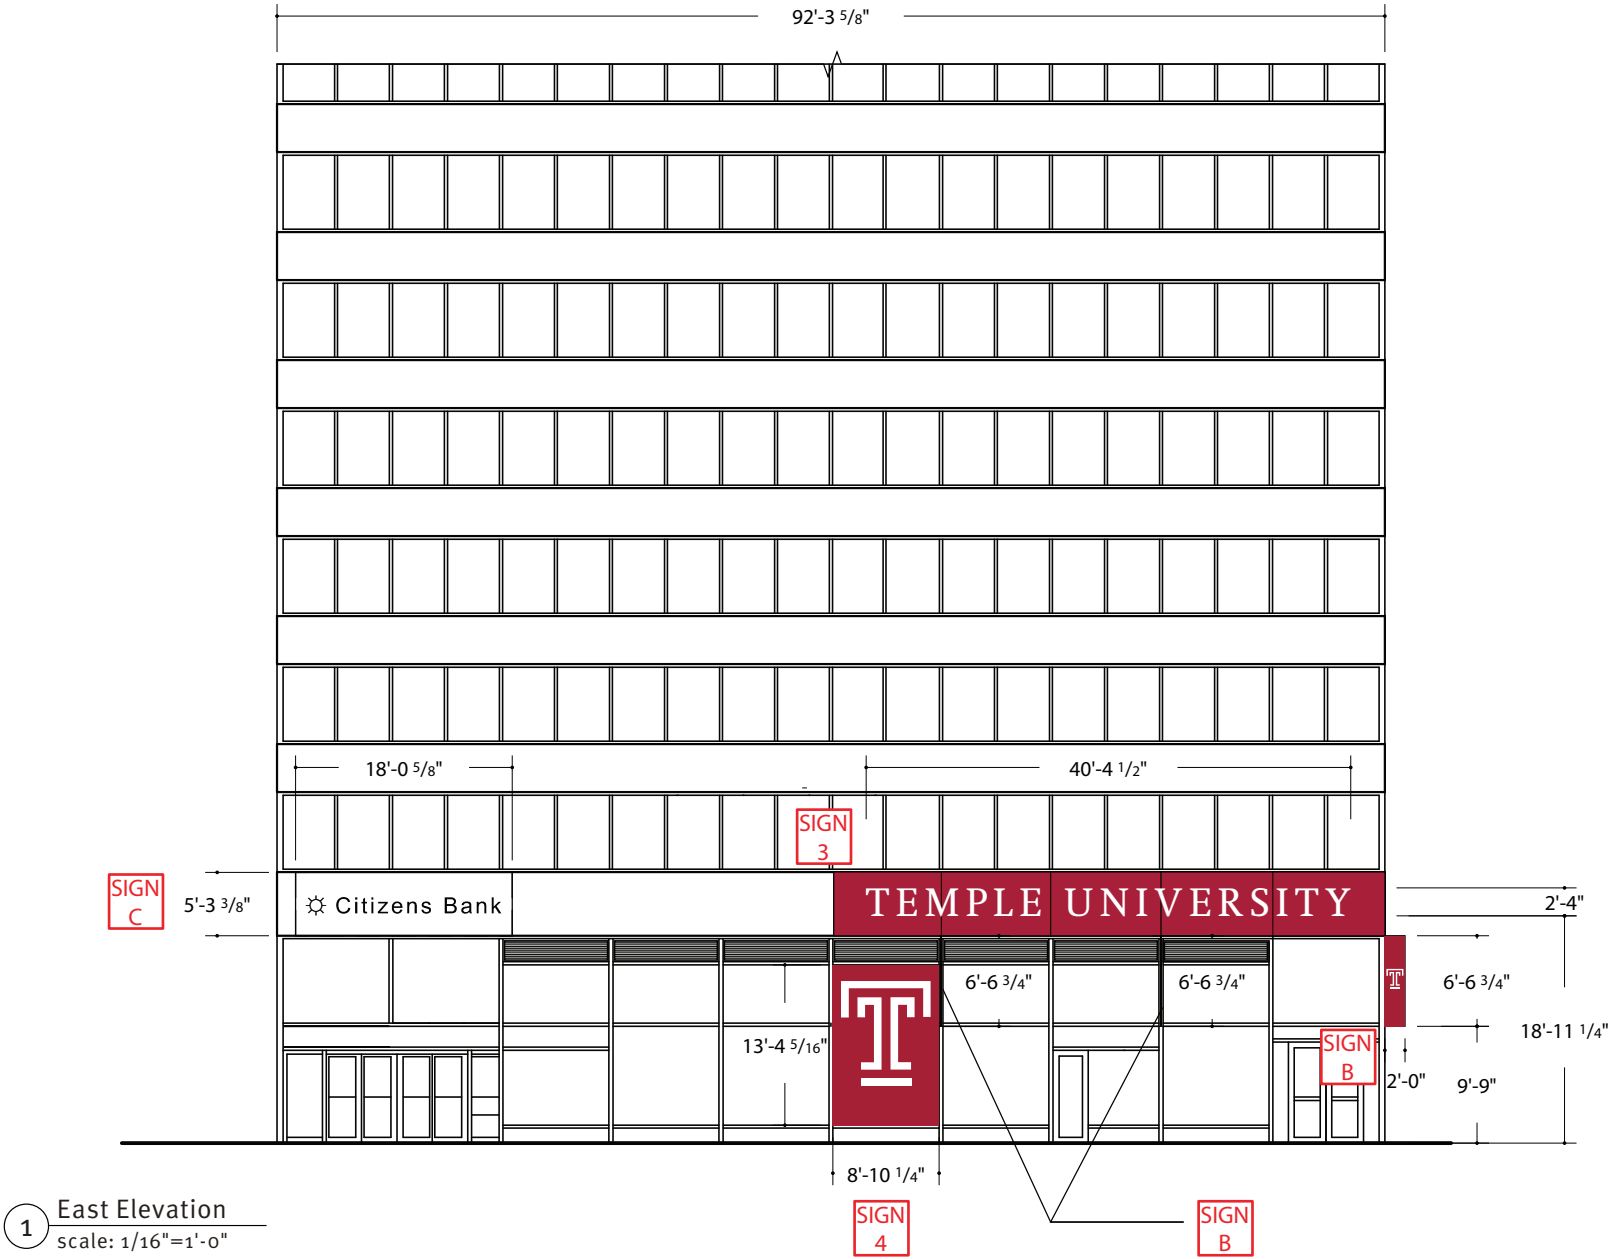 92'-3 5/8"
18'-0 5/8"
40'-4 1/2"
SIGN
3
SIGN
C
5'-3 3/8"
Citizens Bank
TEMPLE UNIVERSITY
2'-4"
6'-6 3/4"
6'-6 3/4"
T
6'-6 3/4"
T
13'-4 5/16"
18'-11 1/4"
SIGN
B
2'-0"
9'-9"
8'-10 1/4"
SIGN
4
SIGN
B
1
East Elevation
scale: 1/16"=1'-0"